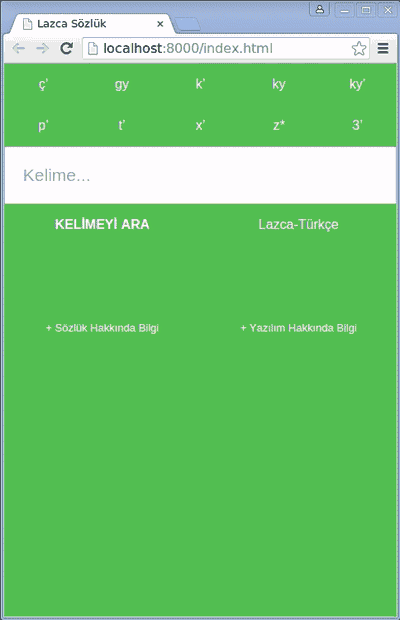 Lazca Sözlük
localhost:8000/index.html
ç' gy k' ky ky'
p' t' x' z* 3'
Kelime...
KELİMEYİ ARA Lazca-Türkçe
+ Sözlük Hakkında Bilgi + Yazılım Hakkında Bilgi